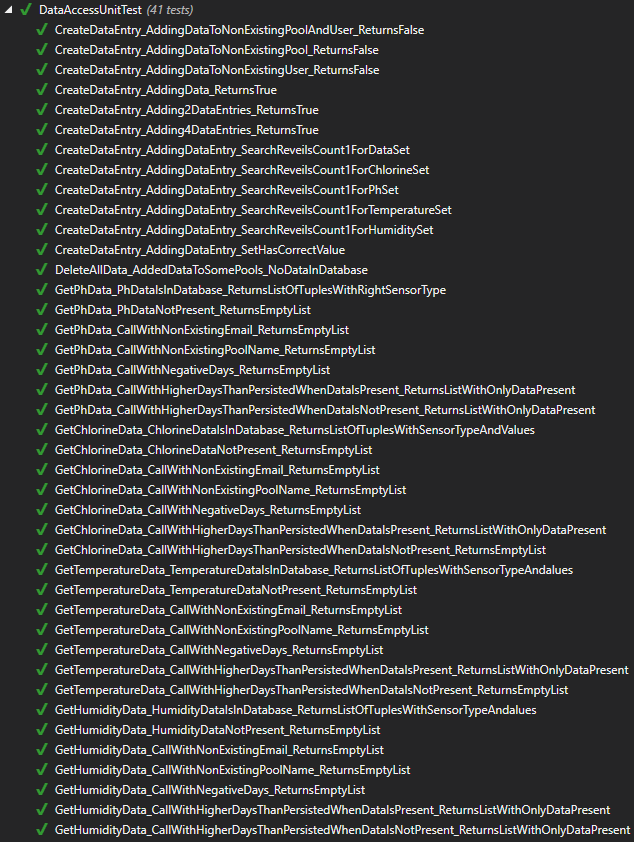 DataAccessUnitTest (41 tests)
CreateDataEntry_AddingDataToNonExistingPoolAndUser_ReturnsFalse
CreateDataEntry_AddingDataToNonExistingPool_ReturnsFalse
CreateDataEntry_AddingDataToNonExistingUser_ReturnsFalse
CreateDataEntry_AddingData_ReturnsTrue
CreateDataEntry_Adding2DataEntries_ReturnsTrue
CreateDataEntry_Adding4DataEntries_ReturnsTrue
CreateDataEntry_AddingDataEntry_SearchReveilsCount1ForDataSet
CreateDataEntry_AddingDataEntry_SearchReveilsCount1ForChlorineSet
CreateDataEntry_AddingDataEntry_SearchReveilsCount1ForPhSet
CreateDataEntry_AddingDataEntry_SearchReveilsCount1ForTemperatureSet
CreateDataEntry_AddingDataEntry_SearchReveilsCount1ForHumiditySet
CreateDataEntry_AddingDataEntry_SetHasCorrectValue
DeleteAllData_AddedDataToSomePools_NoDataInDatabase
GetPhData_PhDataIsInDatabase_ReturnsListOfTuplesWithRightSensorType
GetPhData_PhDataNotPresent_ReturnsEmptyList
GetPhData_CallWithNonExistingEmail_ReturnsEmptyList
GetPhData_CallWithNonExistingPoolName_ReturnsEmptyList
GetPhData_CallWithNegativeDays_ReturnsEmptyList
GetPhData_CallWithHigherDaysThanPersistedWhenDataIsPresent_ReturnsListWithOnlyDataPresent
GetPhData_CallWithHigherDaysThanPersistedWhenDataIsNotPresent_ReturnsListWithOnlyDataPresent
GetChlorineData_ChlorineDataIsInDatabase_ReturnsListOfTuplesWithSensorTypeAndValues
GetChlorineData_ChlorineDataNotPresent_ReturnsEmptyList
GetChlorineData_CallWithNonExistingEmail_ReturnsEmptyList
GetChlorineData_CallWithNonExistingPoolName_ReturnsEmptyList
GetChlorineData_CallWithNegativeDays_ReturnsEmptyList
GetChlorineData_CallWithHigherDaysThanPersistedWhenDataIsPresent_ReturnsListWithOnlyDataPresent
GetChlorineData_CallWithHigherDaysThanPersistedWhenDataIsNotPresent_ReturnsEmptyList
GetTemperatureData_TemperatureDataIsInDatabase_ReturnsListOfTuplesWithSensorTypeAndalues
GetTemperatureData_TemperatureDataNotPresent_ReturnsEmptyList
GetTemperatureData_CallWithNonExistingEmail_ReturnsEmptyList
GetTemperatureData_CallWithNonExistingPoolName_ReturnsEmptyList
GetTemperatureData_CallWithNegativeDays_ReturnsEmptyList
GetTemperatureData_CallWithHigherDaysThanPersistedWhenDataIsPresent_ReturnsListWithOnlyDataPresent
GetTemperatureData_CallWithHigherDaysThanPersistedWhenDataIsNotPresent_ReturnsEmptyList
GetHumidityData_HumidityDataIsInDatabase_ReturnsListOfTuplesWithSensorTypeAndalues
GetHumidityData_HumidityDataNotPresent_ReturnsEmptyList
GetHumidityData_CallWithNonExistingEmail_ReturnsEmptyList
GetHumidityData_CallWithNonExistingPoolName_ReturnsEmptyList
GetHumidityData_CallWithNegativeDays_ReturnsEmptyList
GetHumidityData_CallWithHigherDaysThanPersistedWhenDataIsPresent_ReturnsListWithOnlyDataPresent
GetHumidityData_CallWithHigherDaysThanPersistedWhenDataIsNotPresent_ReturnsListWithOnlyDataPresent